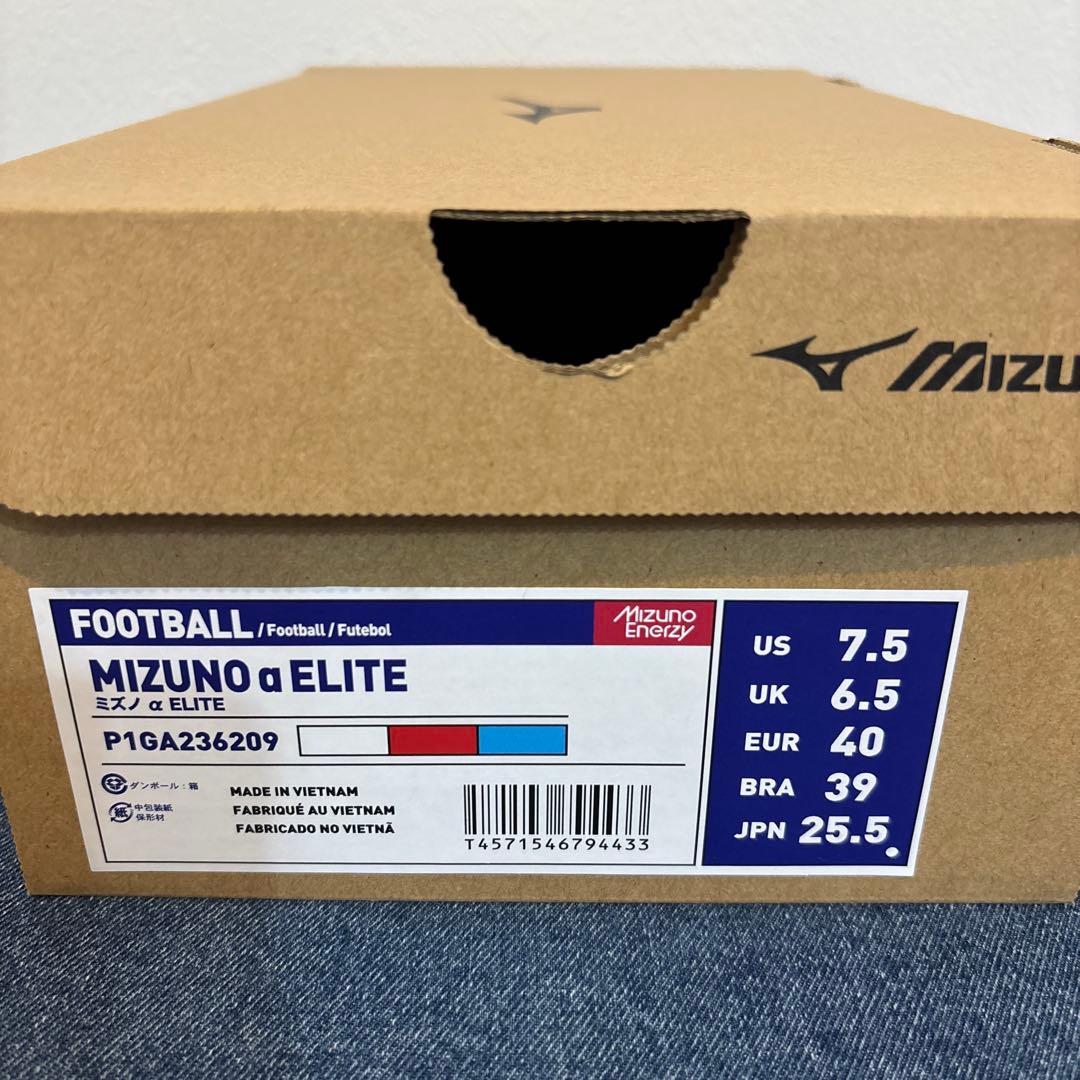 MIZU
FOOTBALL / Football / Futebol
Mizuno
Enerzy
MIZUNO α ELITE
ミズノ α ELITE
P1GA236209
ダンボール：箱
紙
中包装紙
保形材
MADE IN VIETNAM
FABRIQUÉ AU VIETNAM
FABRICADO NO VIETNÃ
T4571546794433
US 7.5
UK 6.5
EUR 40
BRA 39
JPN 25.5.